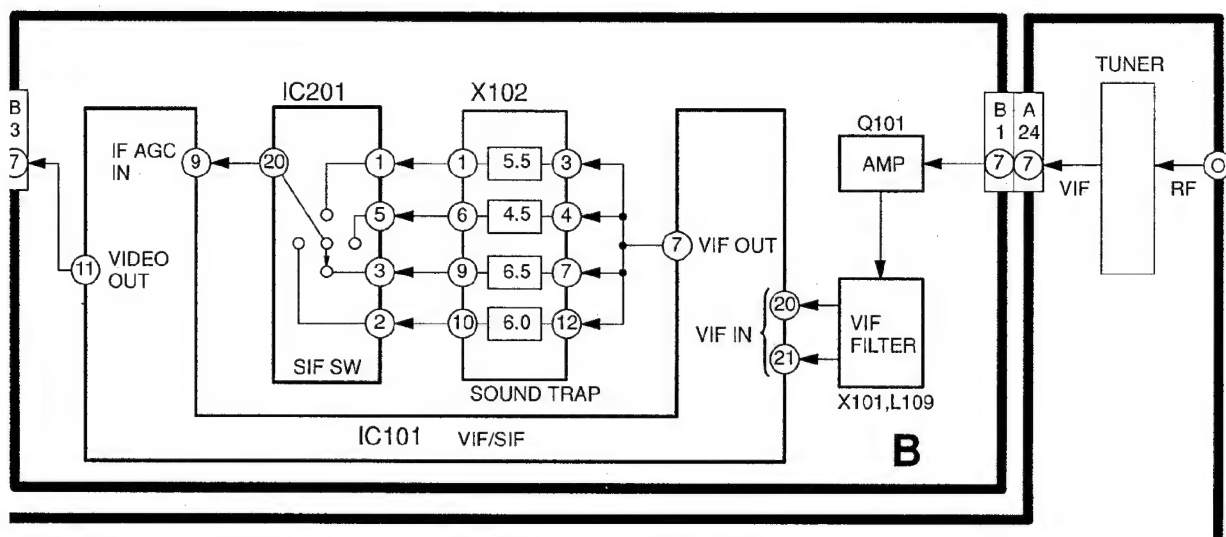 TUNER
IC201
X102
B
3
7
B
1
7
A
24
7
Q101
AMP
IF AGC
IN
9
20
1
1
5.5
3
VIF
RF
5
6
4.5
4
11
VIDEO
OUT
3
9
6.5
7
7
VIF OUT
2
10
6.0
12
VIF IN
20
21
VIF
FILTER
SIF SW
SOUND TRAP
X101,L109
IC101
VIF/SIF
B